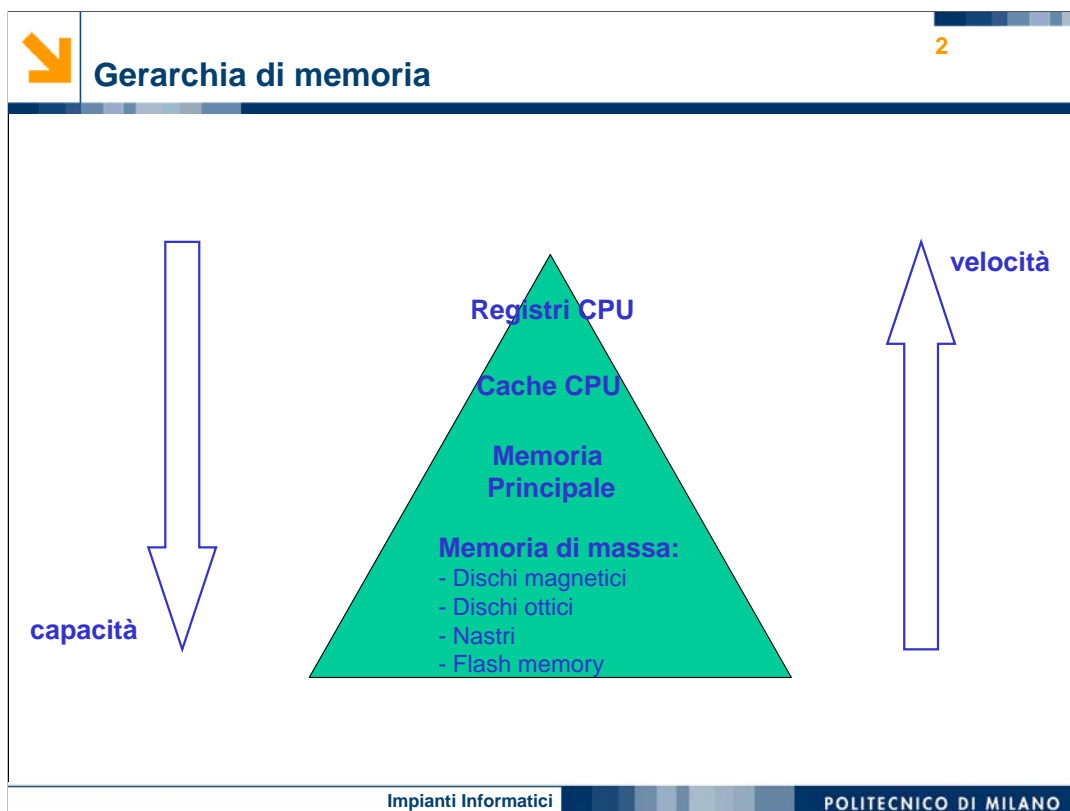 2
Gerarchia di memoria
velocità
Registri CPU
Cache CPU
Memoria
Principale
Memoria di massa:
- Dischi magnetici
- Dischi ottici
- Nastri
- Flash memory
capacità
Impianti Informatici
POLITECNICO DI MILANO